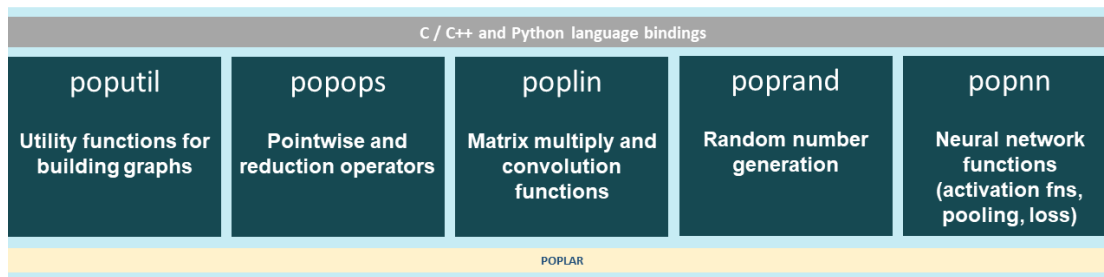 C / C++ and Python language bindings
poputil
Utility functions for
building graphs
popops
Pointwise and
reduction operators
poplin
Matrix multiply and
convolution
functions
poprand
Random number
generation
popnn
Neural network
functions
(activation fns,
pooling, loss)
POPLAR